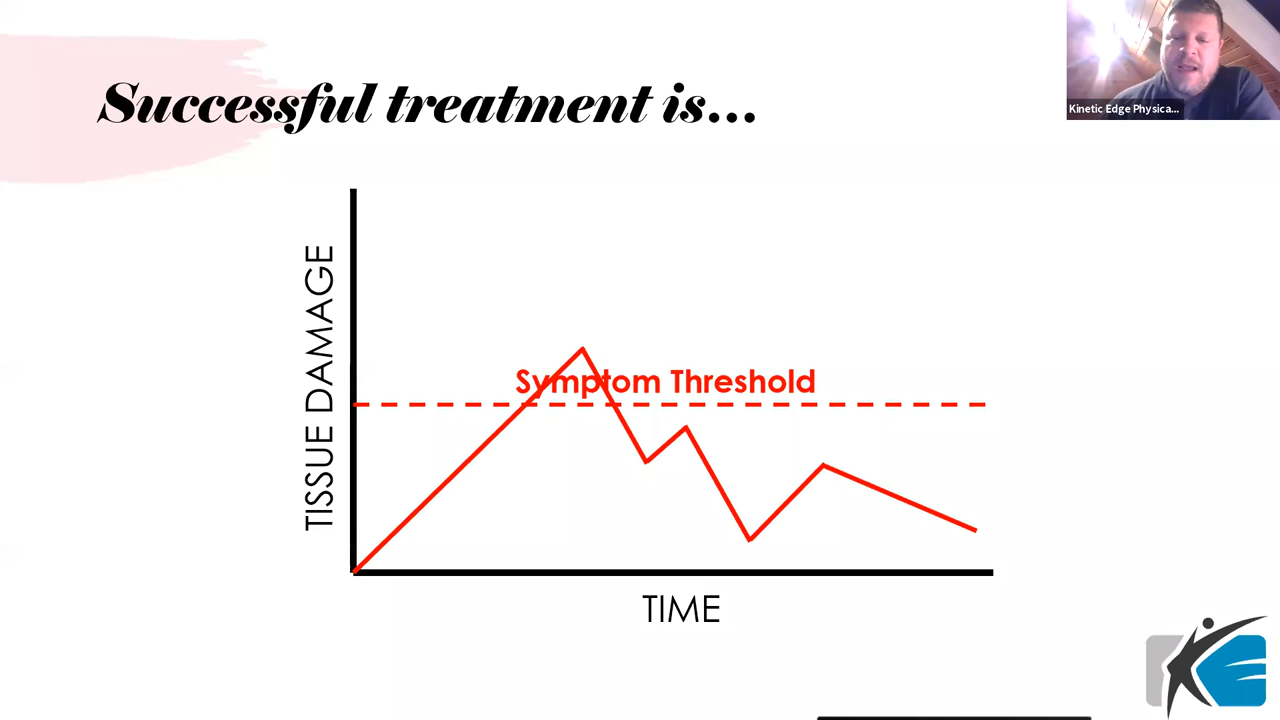 Successful treatment is...
Kinetic Edge Physica...
TISSUE DAMAGE
Symptom Threshold
TIME